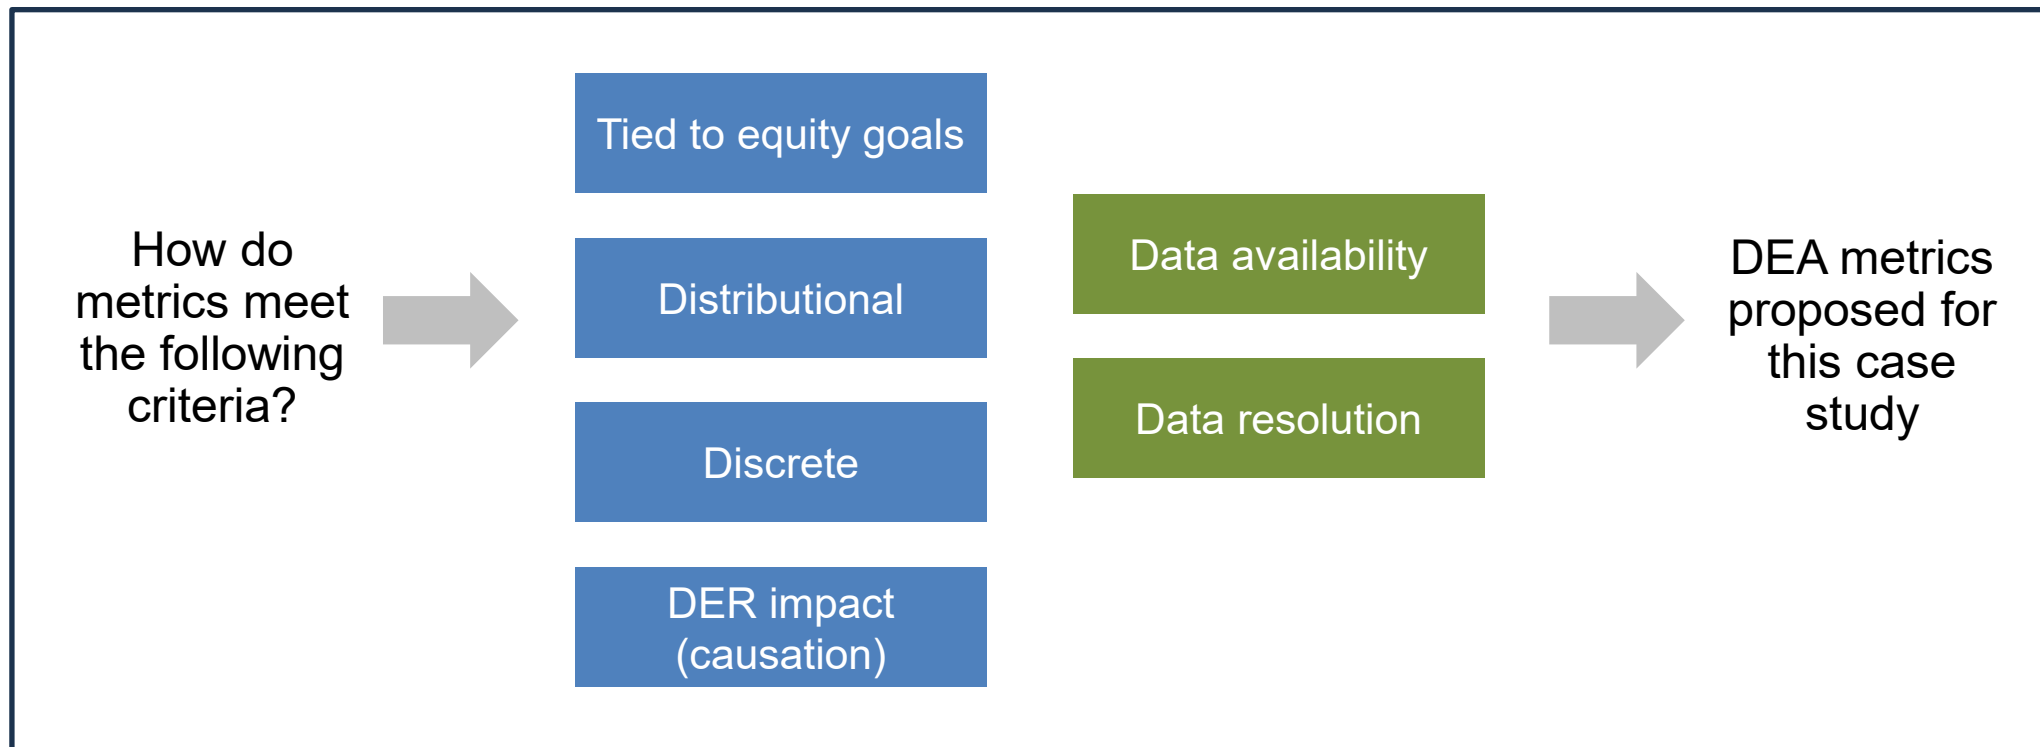 How do
metrics meet
the following
criteria?
Tied to equity goals
Distributional
Discrete
DER impact
(causation)
Data availability
Data resolution
DEA metrics
proposed for
this case
study